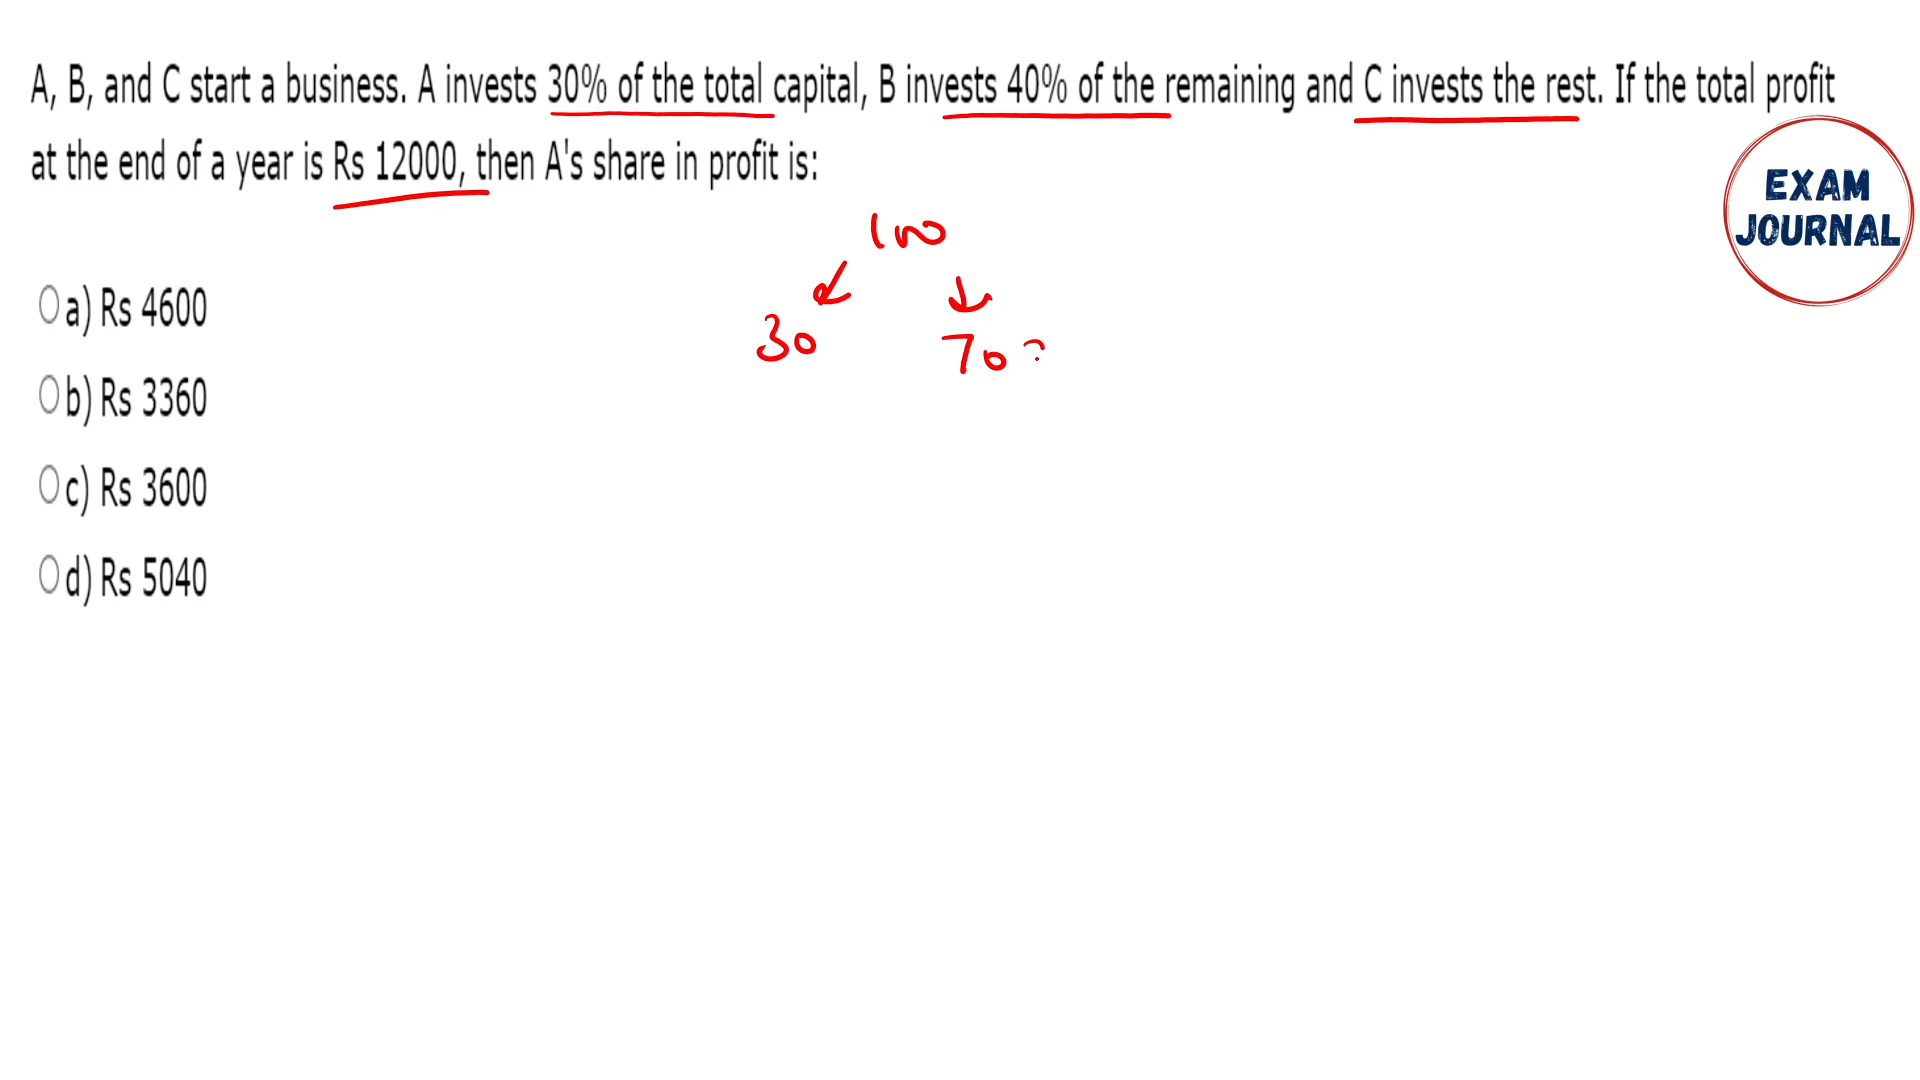 A, B, and C start a business. A invests 30% of the total capital, B invests 40% of the remaining and C invests the rest. If the total profit
at the end of a year is Rs 12000, then A's share in profit is:
EXAM
JOURNAL
100
30
70
a) Rs 4600
b) Rs 3360
c) Rs 3600
d) Rs 5040